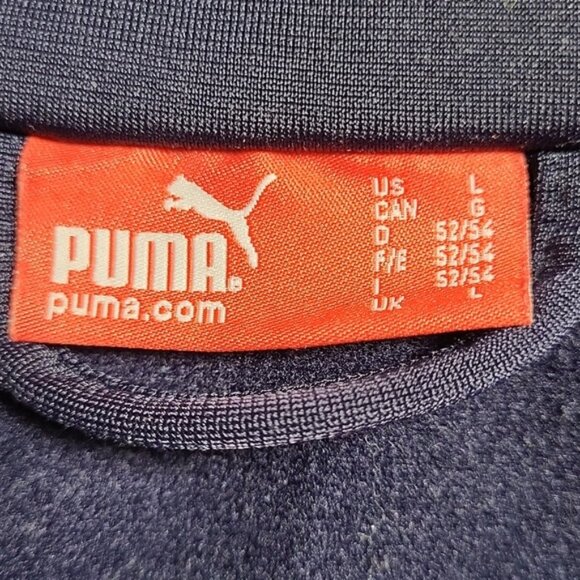 PUMA®
puma.com
US L
CAN G
D 52/54
F/E 52/54
I 52/54
UK L